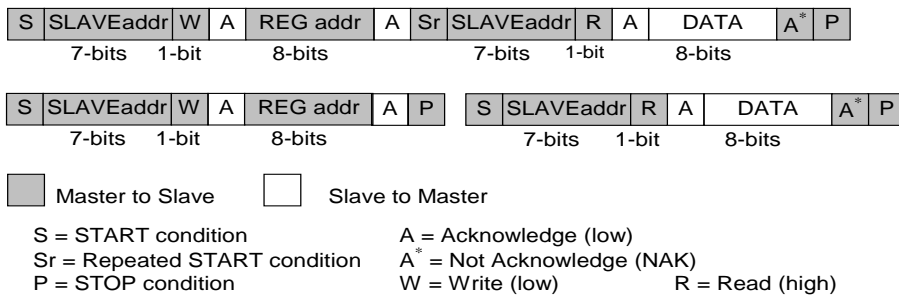 S SLAVEaddr W A REG addr A Sr SLAVEaddr R A DATA A* P
7-bits 1-bit 8-bits 7-bits 1-bit 8-bits
S SLAVEaddr W A REG addr A P S SLAVEaddr R A DATA A* P
7-bits 1-bit 8-bits 7-bits 1-bit 8-bits
Master to Slave Slave to Master
S = START condition A = Acknowledge (low)
Sr = Repeated START condition A* = Not Acknowledge (NAK)
P = STOP condition W = Write (low) R = Read (high)